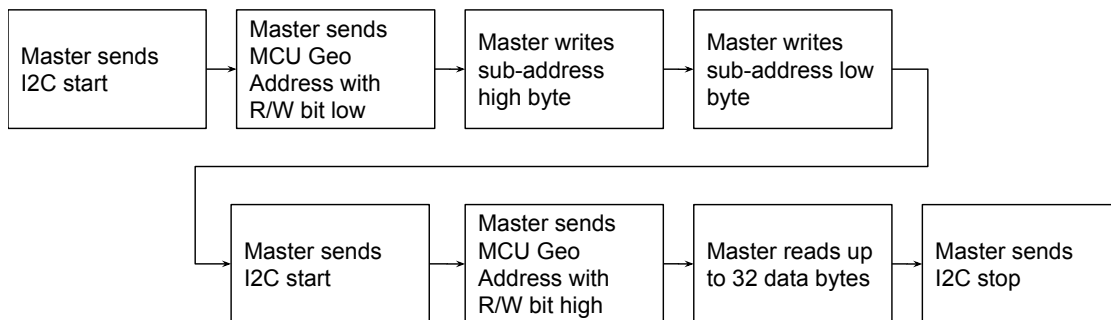 Master sends
I2C start
Master sends
MCU Geo
Address with
R/W bit low
Master writes
sub-address
high byte
Master writes
sub-address low
byte
Master sends
I2C start
Master sends
MCU Geo
Address with
R/W bit high
Master reads up
to 32 data bytes
Master sends
I2C stop